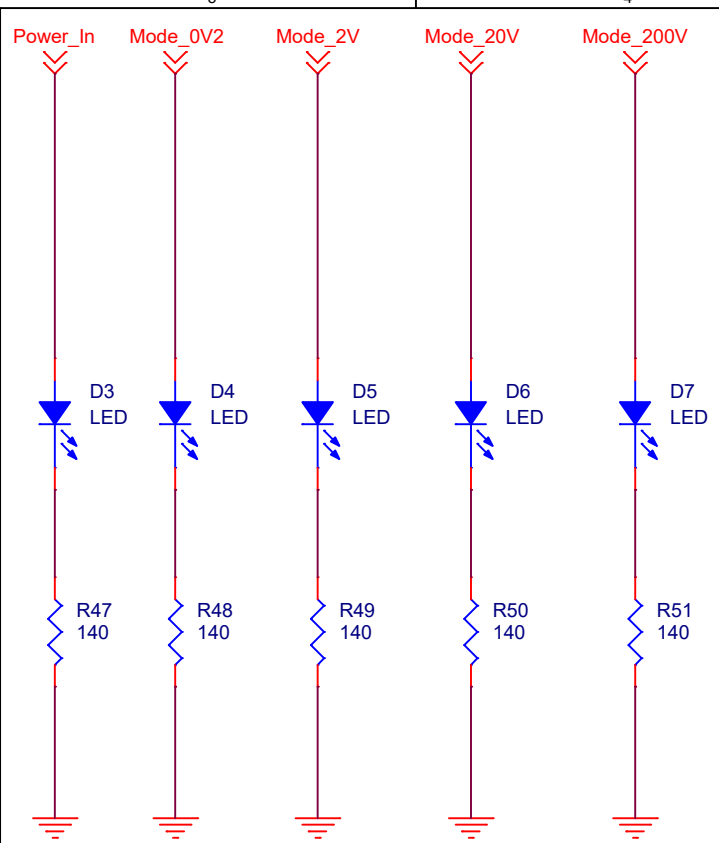 Power_In
Mode_0V2
Mode_2V
Mode_20V
Mode_200V
D3
LED
D4
LED
D5
LED
D6
LED
D7
LED
R47
140
R48
140
R49
140
R50
140
R51
140